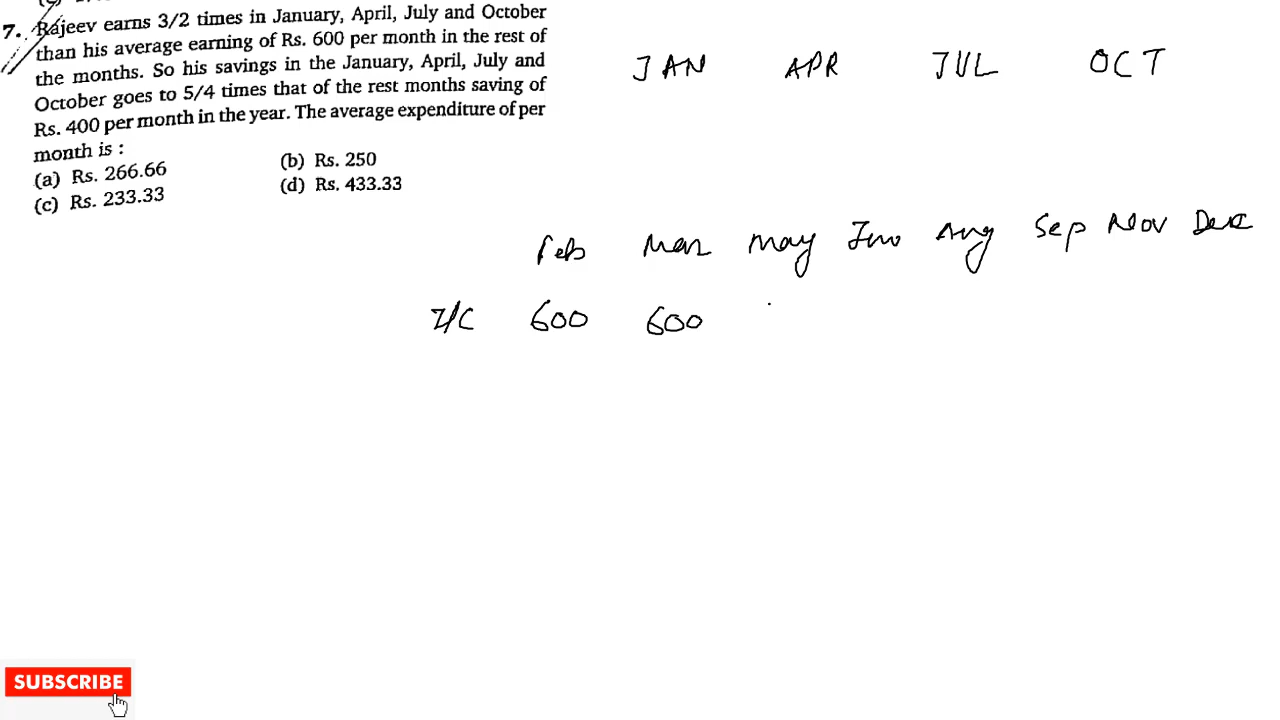 7. Rajeev earns 3/2 times in January, April, July and October
than his average earning of Rs. 600 per month in the rest of
the months. So his savings in the January, April, July and
October goes to 5/4 times that of the rest months saving of
Rs. 400 per month in the year. The average expenditure of per
month is :
(a) Rs. 266.66 (b) Rs. 250
(c) Rs. 233.33 (d) Rs. 433.33
JAN APR JUL OCT
Feb Mar May Aug Sep Nov
600 600
SUBSCRIBE